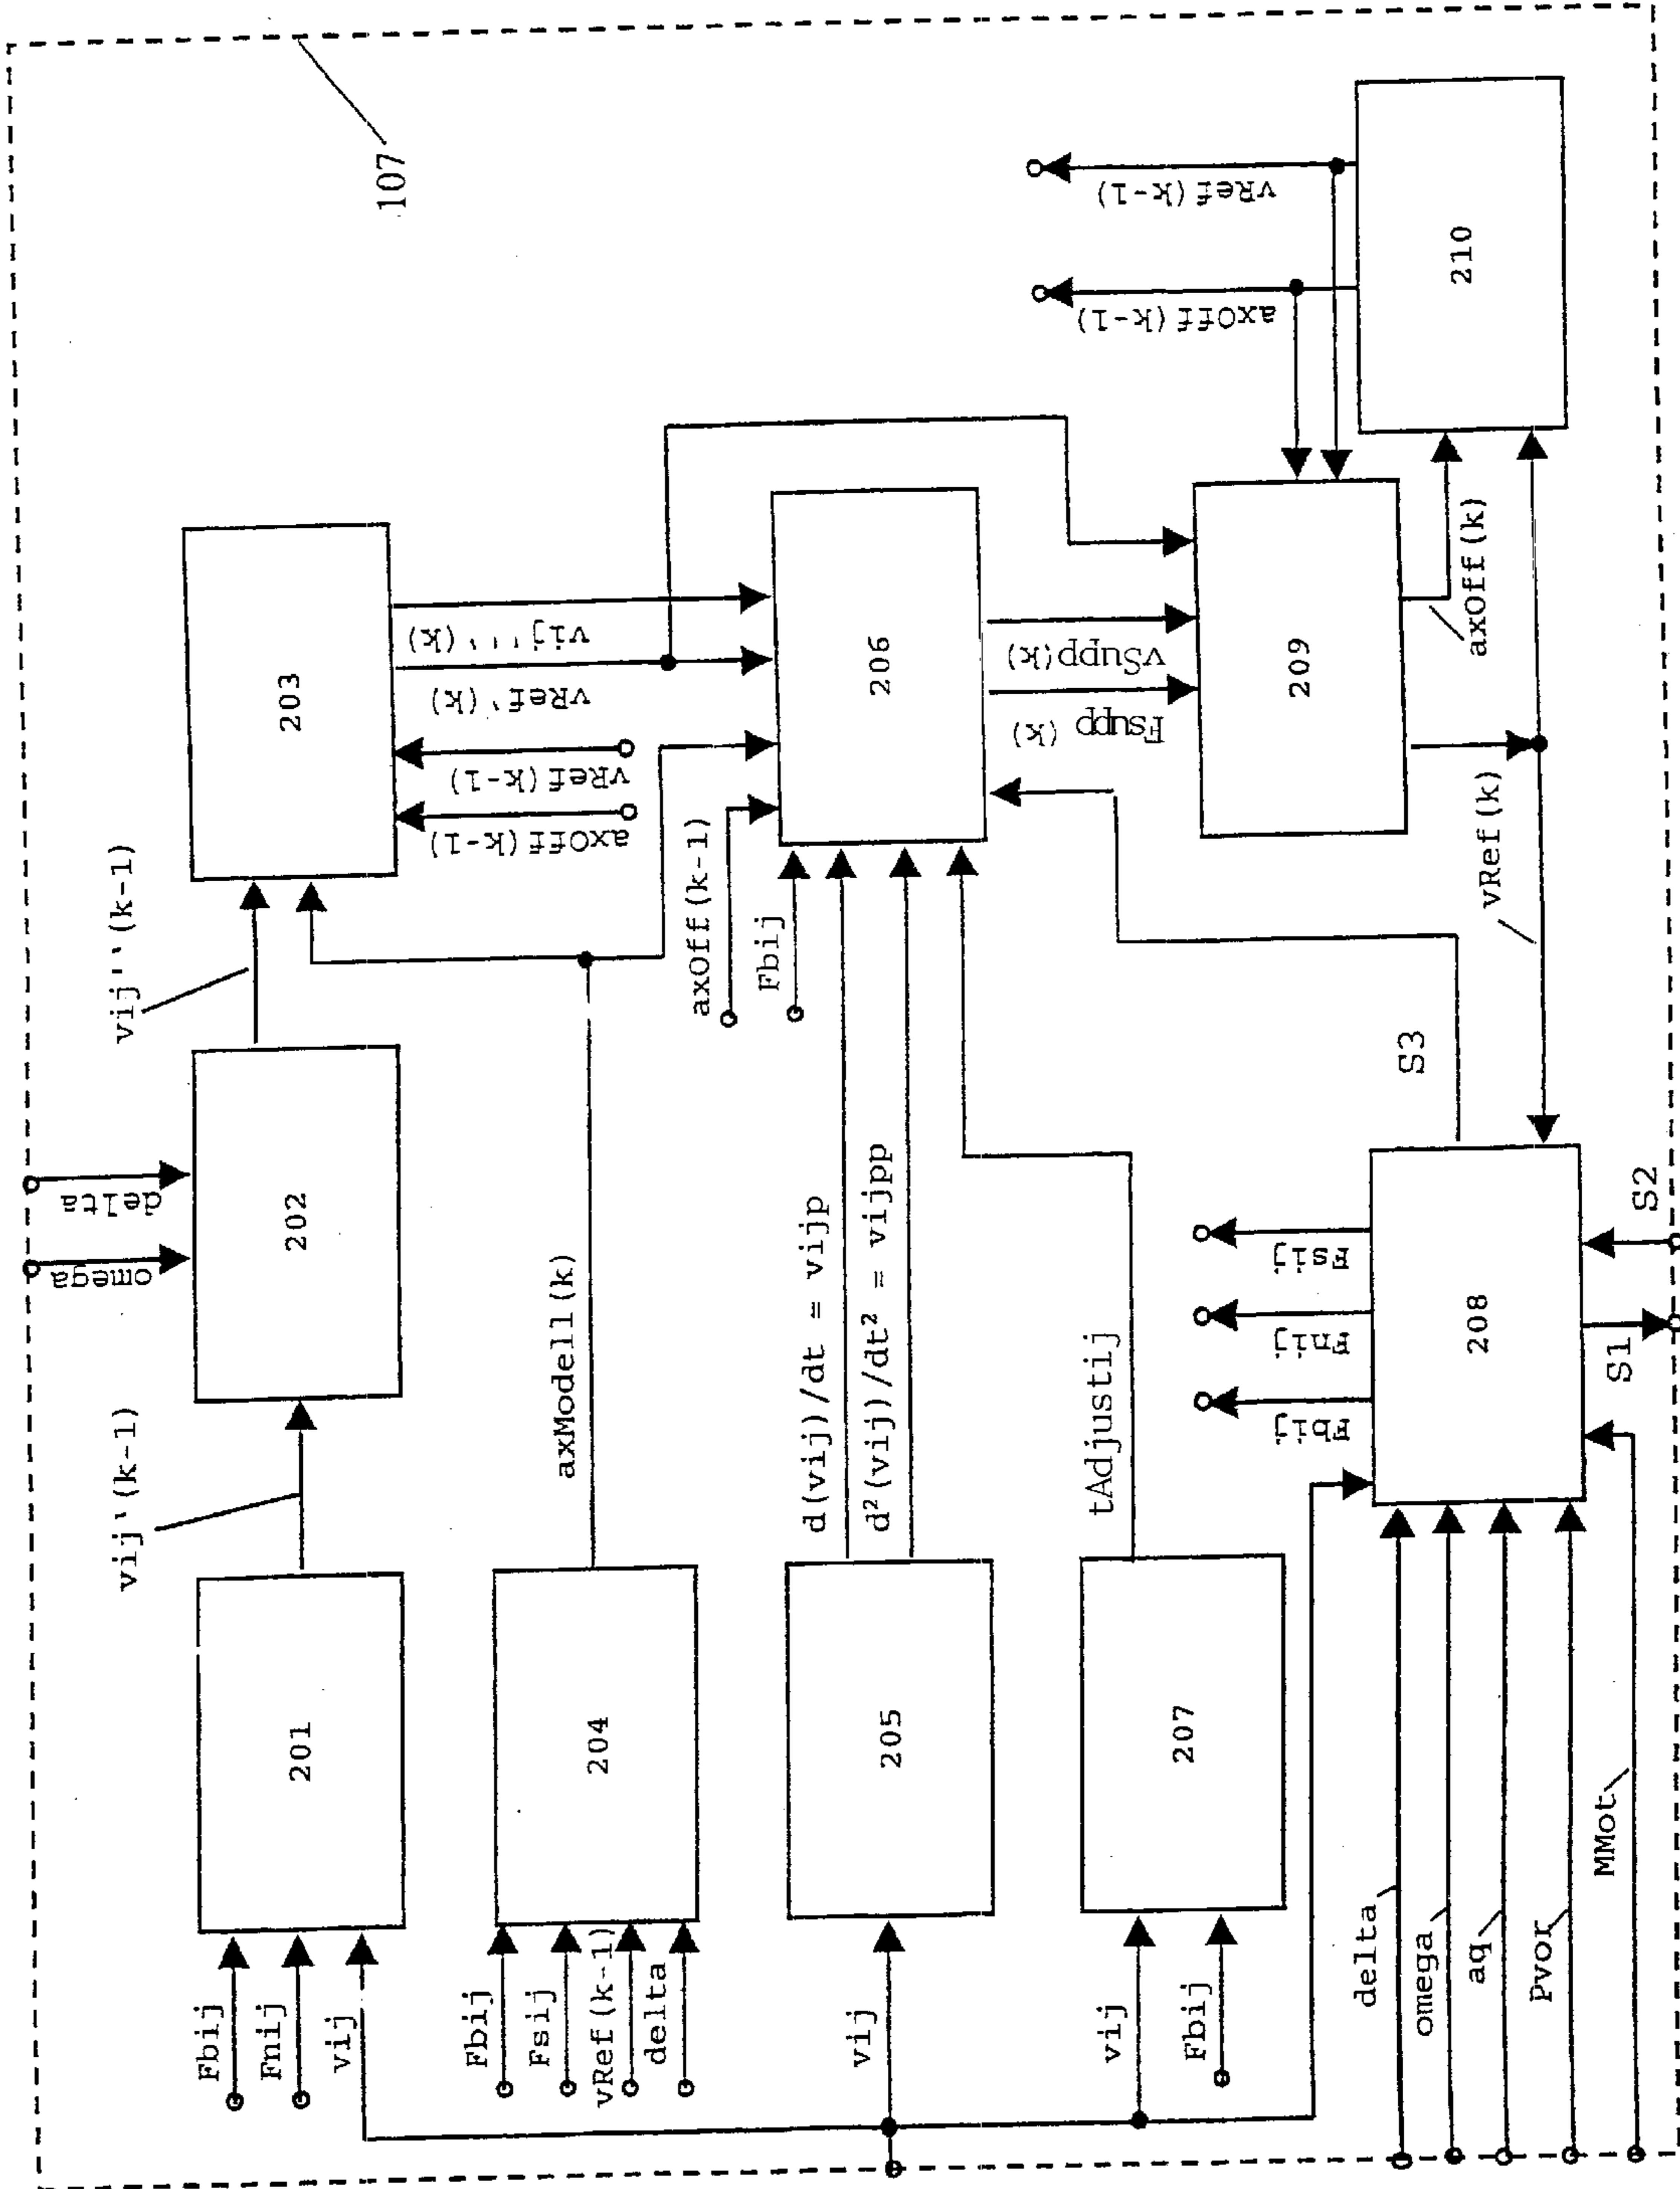 107
delta
omega
vij''(k-1)
vij'(k-1)
201
202
203
Fbij
Fnij
vij
vij'''(k)
vRef'(k)
vRef(k-1)
axOff(k-1)
204
axModell(k)
Fbij
Fsij
vRef(k-1)
delta
axOff(k-1)
Fbij
205
d(vij)/dt = vijp
d²(vij)/dt² = vijpp
vij
206
vSupp(k)
Fsupp(k)
207
tAdjustij
vij
Fbij
vRef(k-1)
axOff(k-1)
208
Fsij
Fnij
Fbij
S3
209
210
axOff(k)
vRef(k)
delta
omega
aq
Pvor
MMot
S1
S2